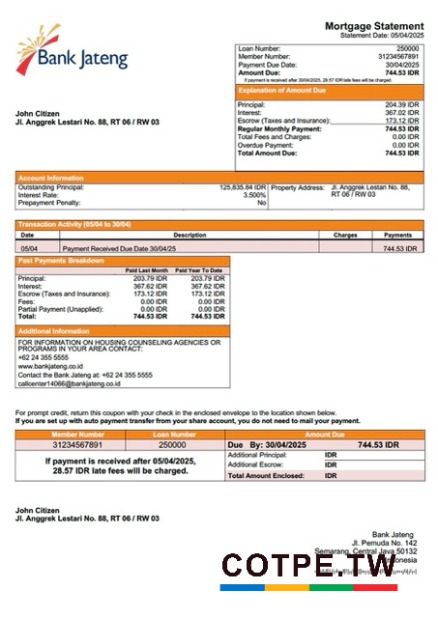 Bank Jateng
Mortgage Statement
Statement Date: 05/04/2025
Loan Number: 250000
Member Number: 31234567891
Payment Due Date: 30/04/2025
Amount Due: 744.53 IDR
If payment is received after 30/04/2025, 28.57 IDR late fees will be charged.
Explanation of Amount Due
Principal: 204.39 IDR
Interest: 367.02 IDR
Escrow (Taxes and Insurance): 173.12 IDR
Regular Monthly Payment: 744.53 IDR
Total Fees and Charges: 0.00 IDR
Overdue Payment: 0.00 IDR
Total Amount Due: 744.53 IDR
John Citizen
Jl. Anggrek Lestari No. 88, RT 06 / RW 03
Account Information
Outstanding Principal: 125,835.84 IDR
Interest Rate: 3.500%
Prepayment Penalty: No
Property Address: Jl. Anggrek Lestari No. 88,
RT 06 / RW 03
Transaction Activity (05/04 to 30/04)
Date Description Charges Payments
05/04 Payment Received Due Date 30/04/25 744.53 IDR
Past Payments Breakdown
Paid Last Month Paid Year To Date
Principal: 203.79 IDR 203.79 IDR
Interest: 367.62 IDR 367.62 IDR
Escrow (Taxes and Insurance): 173.12 IDR 173.12 IDR
Fees: 0.00 IDR 0.00 IDR
Partial Payment (Unapplied): 0.00 IDR 0.00 IDR
Total: 744.53 IDR 744.53 IDR
Additional Information
FOR INFORMATION ON HOUSING COUNSELING AGENCIES OR
PROGRAMS IN YOUR AREA CONTACT:
+62 24 355 5555
www.bankjateng.co.id
Contact the Bank Jateng at: +62 24 355 5555
callcenter14066@bankjateng.co.id
For prompt credit, return this coupon with your check in the enclosed envelope to the location shown below.
If you are set up with auto payment transfer from your share account, you do not need to mail your payment.
Member Number Loan Number Amount Due
31234567891 250000 Due By: 30/04/2025 744.53 IDR
If payment is received after 05/04/2025,
28.57 IDR late fees will be charged.
Additional Principal: IDR
Additional Escrow: IDR
Total Amount Enclosed: IDR
John Citizen
Jl. Anggrek Lestari No. 88, RT 06 / RW 03
Bank Jateng
Jl. Pemuda No. 142
Semarang, Central Java 50132
COTPE.TW